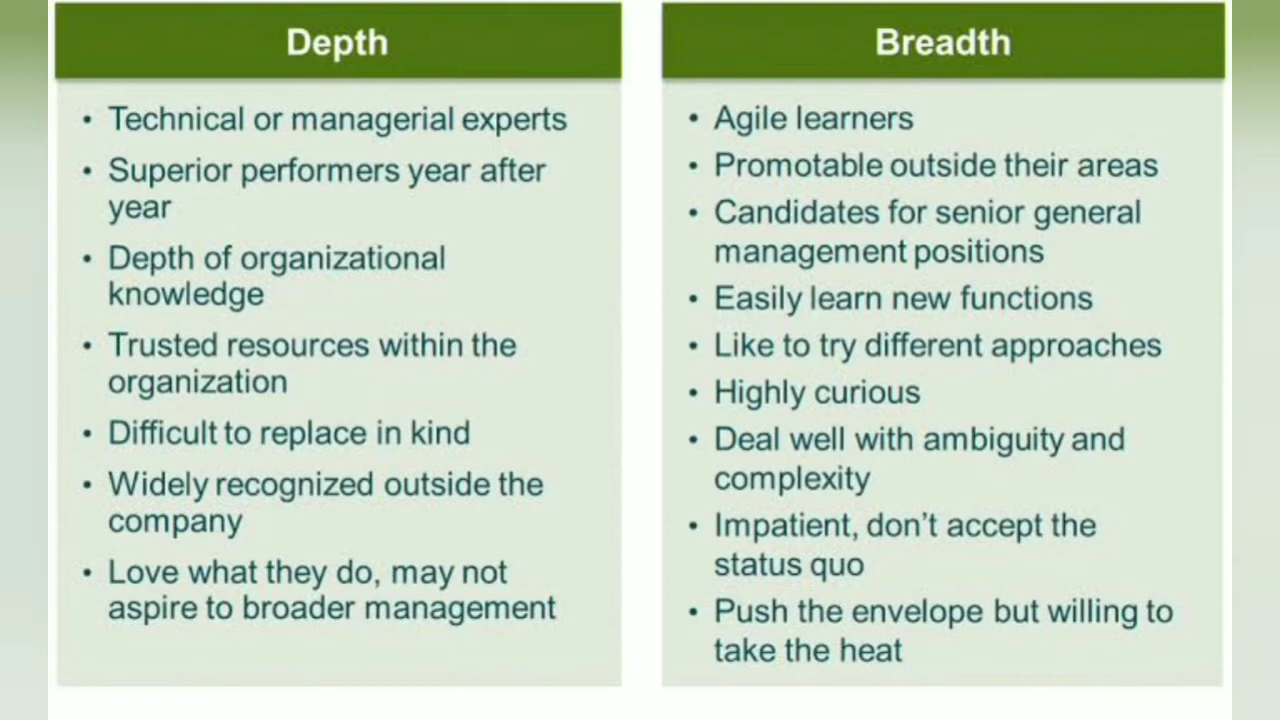 Depth
• Technical or managerial experts
• Superior performers year after
year
• Depth of organizational
knowledge
• Trusted resources within the
organization
• Difficult to replace in kind
• Widely recognized outside the
company
• Love what they do, may not
aspire to broader management
Breadth
• Agile learners
• Promotable outside their areas
• Candidates for senior general
management positions
• Easily learn new functions
• Like to try different approaches
• Highly curious
• Deal well with ambiguity and
complexity
• Impatient, don’t accept the
status quo
• Push the envelope but willing to
take the heat